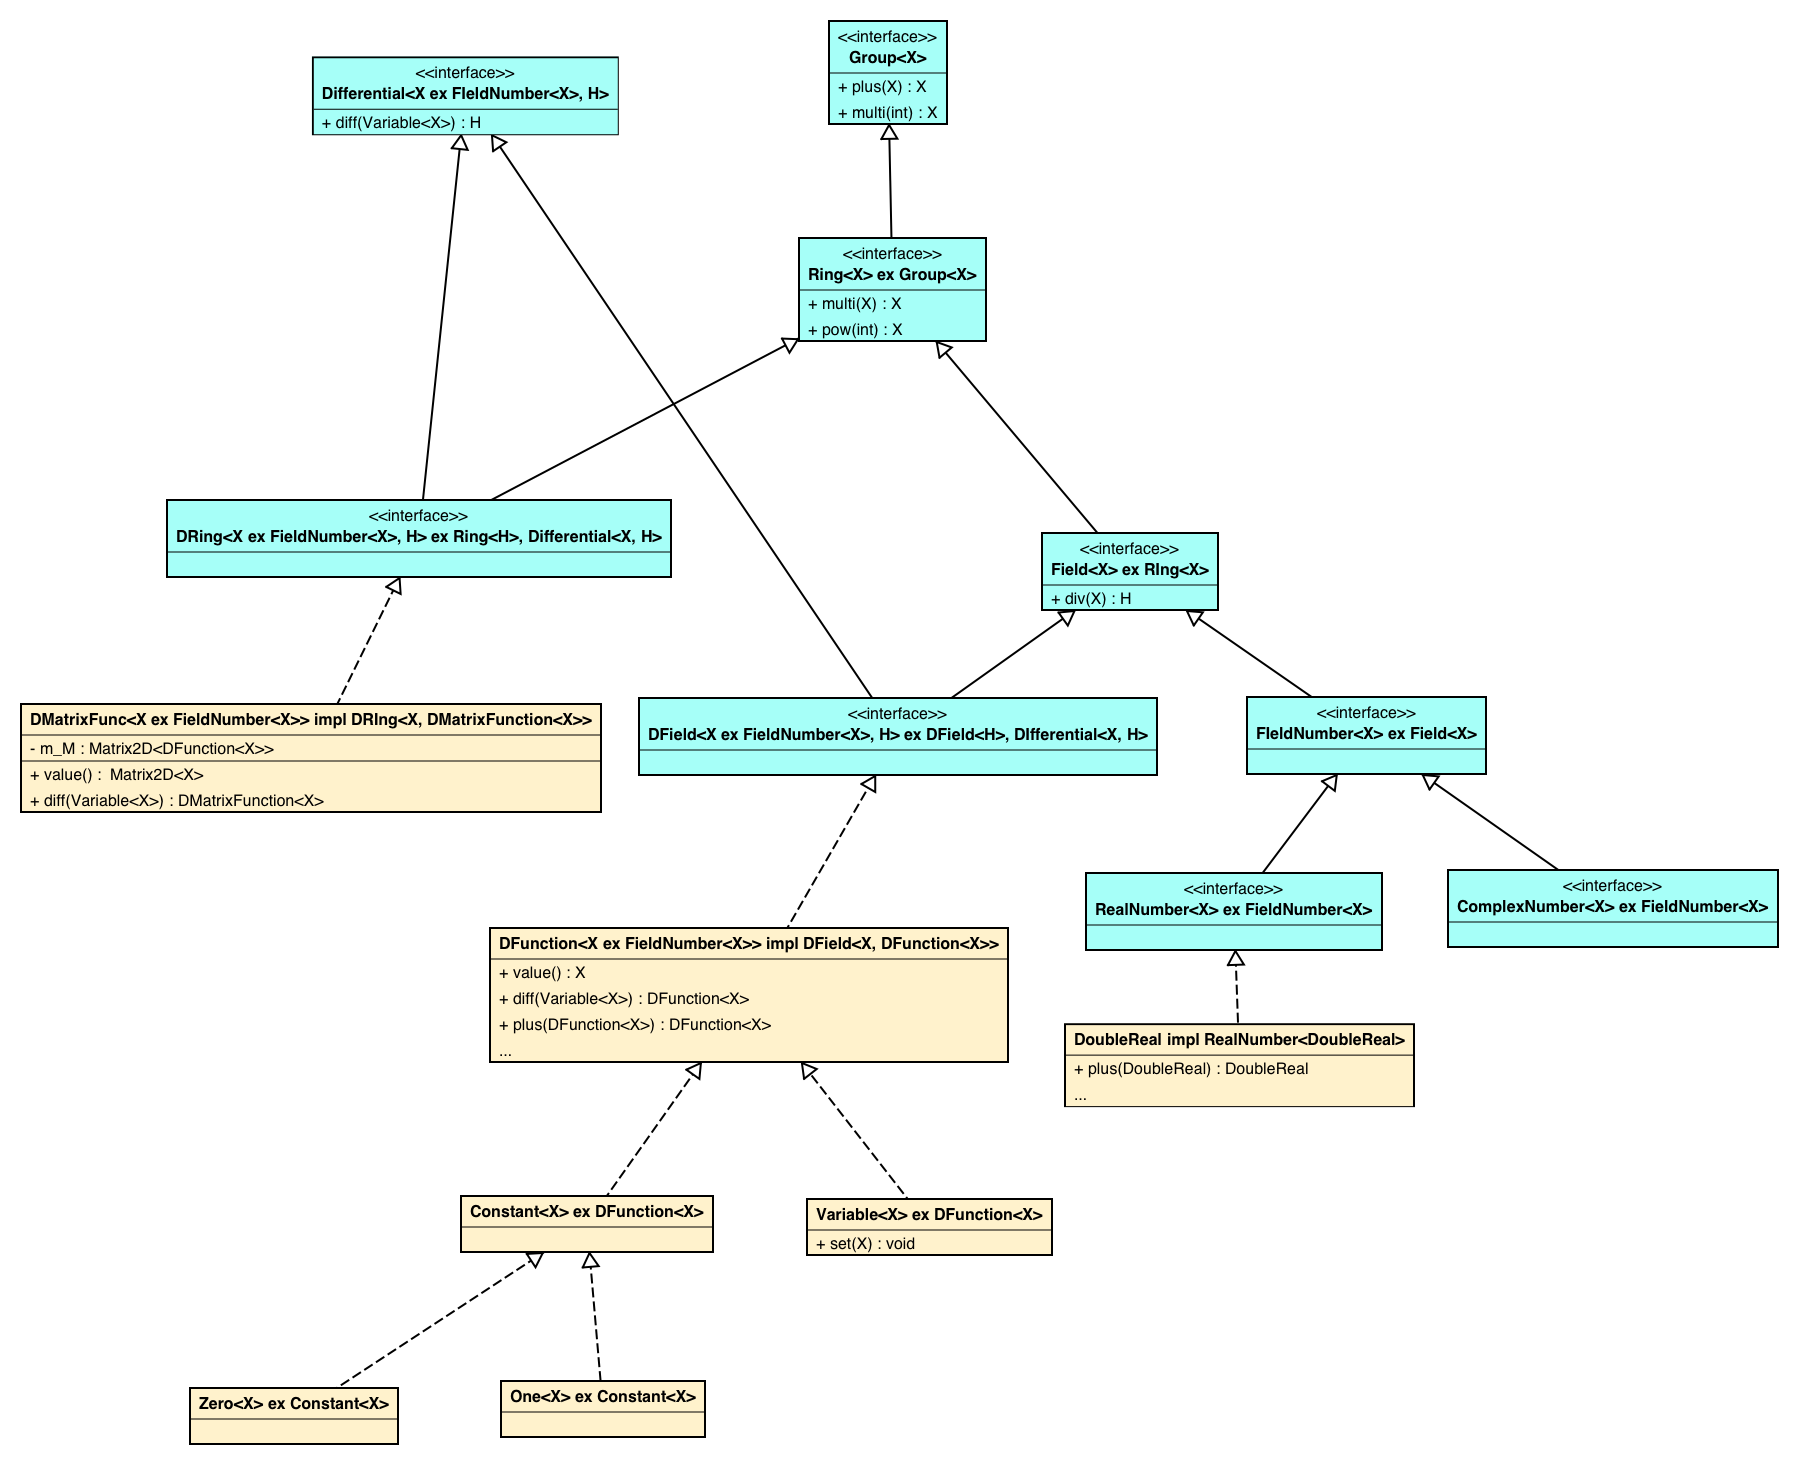 <<interface>>
Group<X>
+ plus(X) : X
+ multi(int) : X
<<interface>>
Differential<X ex FIeldNumber<X>, H>
+ diff(Variable<X>) : H
<<interface>>
Ring<X> ex Group<X>
+ multi(X) : X
+ pow(int) : X
<<interface>>
DRing<X ex FieldNumber<X>, H> ex Ring<H>, Differential<X, H>
<<interface>>
Field<X> ex RIng<X>
+ div(X) : H
DMatrixFunc<X ex FieldNumber<X>> impl DRIng<X, DMatrixFunction<X>>
- m_M : Matrix2D<DFunction<X>>
+ value() :  Matrix2D<X>
+ diff(Variable<X>) : DMatrixFunction<X>
<<interface>>
DField<X ex FieldNumber<X>, H> ex DField<H>, DIfferential<X, H>
<<interface>>
FIeldNumber<X> ex Field<X>
<<interface>>
RealNumber<X> ex FieldNumber<X>
<<interface>>
ComplexNumber<X> ex FieldNumber<X>
DFunction<X ex FieldNumber<X>> impl DField<X, DFunction<X>>
+ value() : X
+ diff(Variable<X>) : DFunction<X>
+ plus(DFunction<X>) : DFunction<X>
...
DoubleReal impl RealNumber<DoubleReal>
+ plus(DoubleReal) : DoubleReal
...
Constant<X> ex DFunction<X>
Variable<X> ex DFunction<X>
+ set(X) : void
Zero<X> ex Constant<X>
One<X> ex Constant<X>